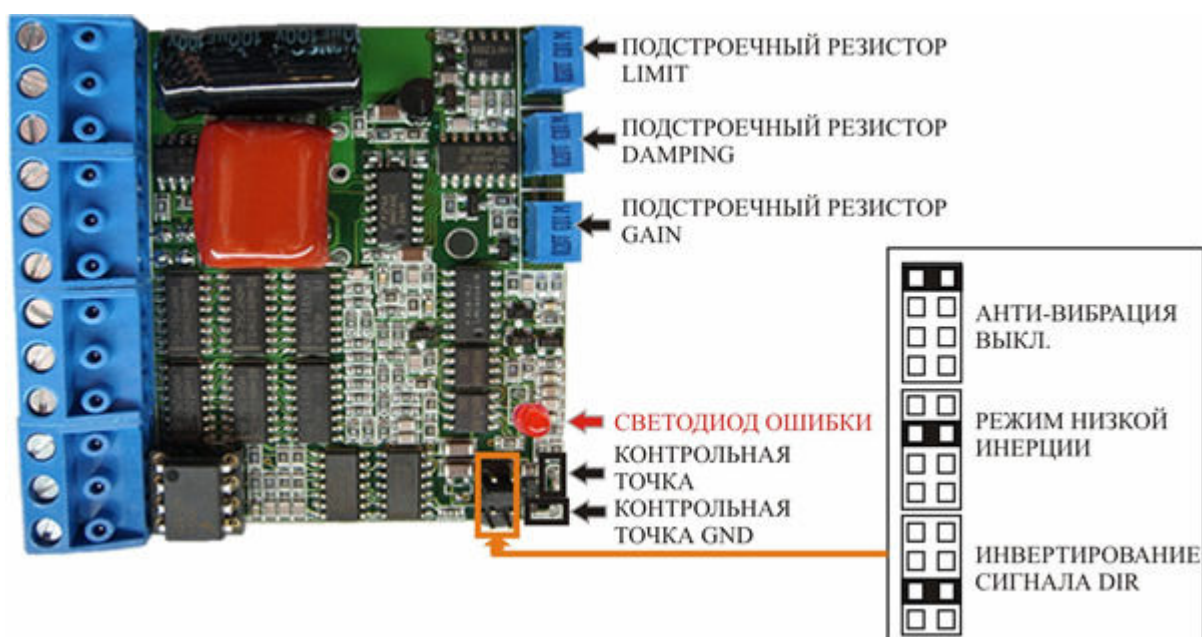 ПОДСТРОЕЧНЫЙ РЕЗИСТОР
LIMIT
ПОДСТРОЕЧНЫЙ РЕЗИСТОР
DAMPING
ПОДСТРОЕЧНЫЙ РЕЗИСТОР
GAIN
АНТИ-ВИБРАЦИЯ
ВЫКЛ.
РЕЖИМ НИЗКОЙ
ИНЕРЦИИ
СВЕТОДИОД ОШИБКИ
КОНТРОЛЬНАЯ
ТОЧКА
КОНТРОЛЬНАЯ
ТОЧКА GND
ИНВЕРТИРОВАНИЕ
СИГНАЛА DIR